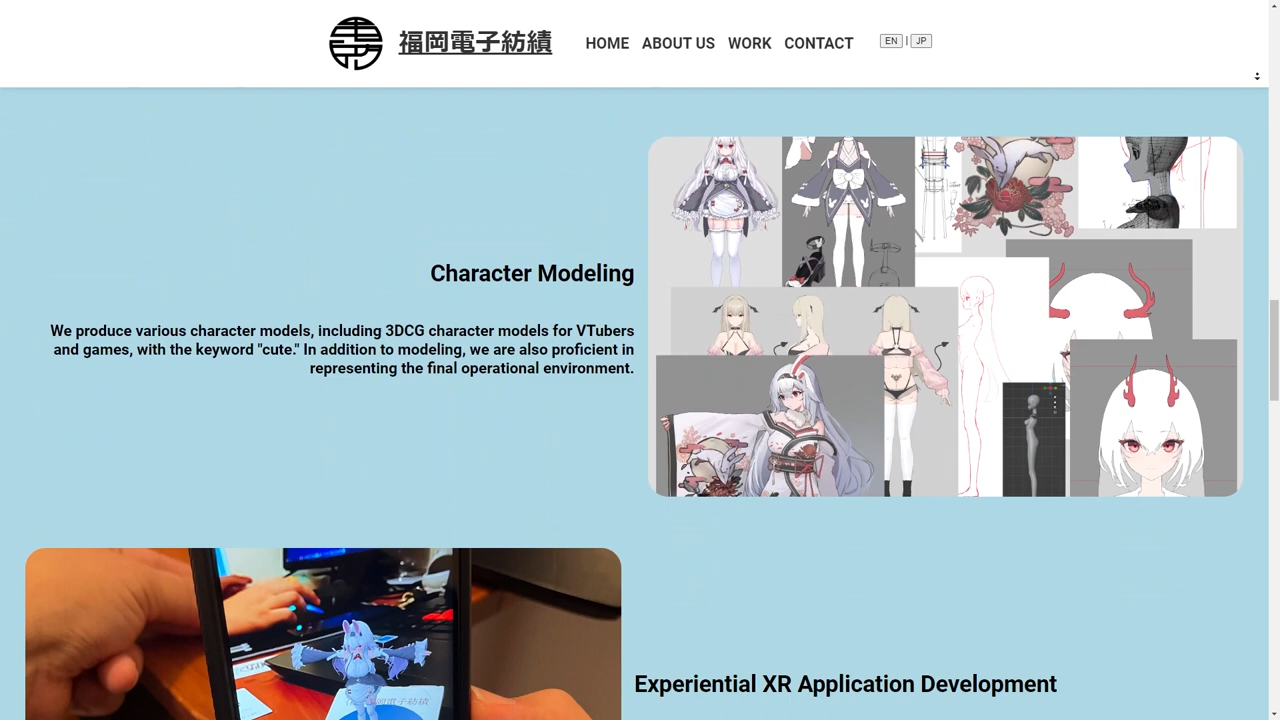 福岡電子紡績
HOME ABOUT US WORK CONTACT EN | JP
Character Modeling
We produce various character models, including 3DCG character models for VTubers
and games, with the keyword "cute." In addition to modeling, we are also proficient in
representing the final operational environment.
Experiential XR Application Development